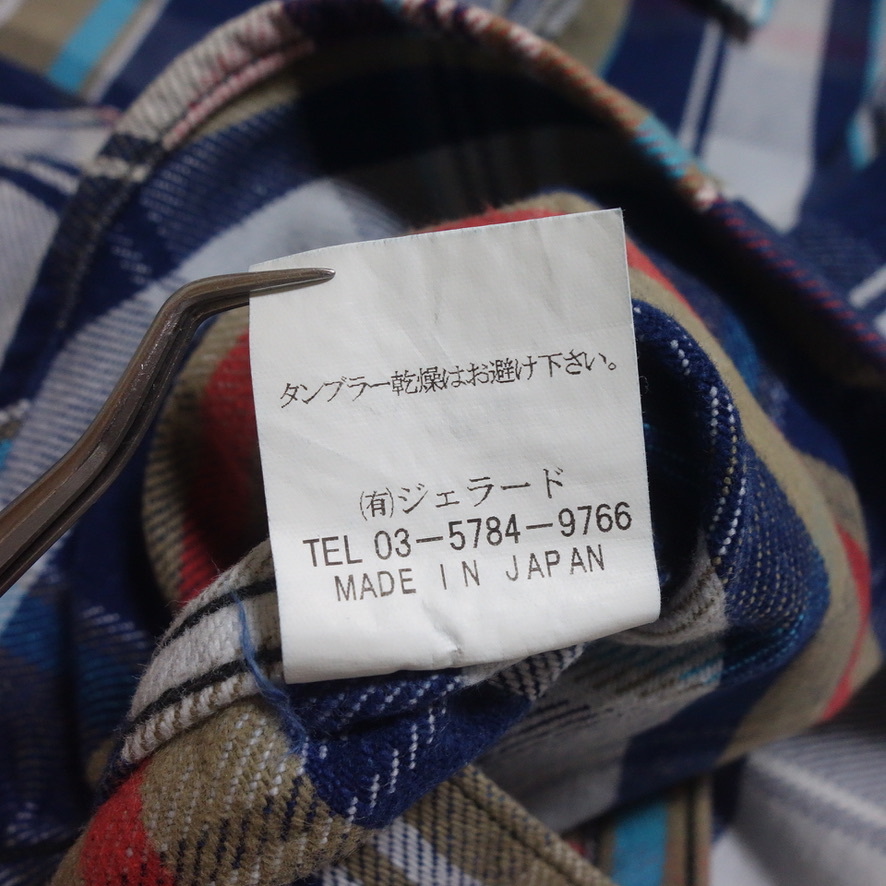 タンブラー乾燥はお避け下さい。
㈲ジェラード
TEL 03-5784-9766
MADE IN JAPAN